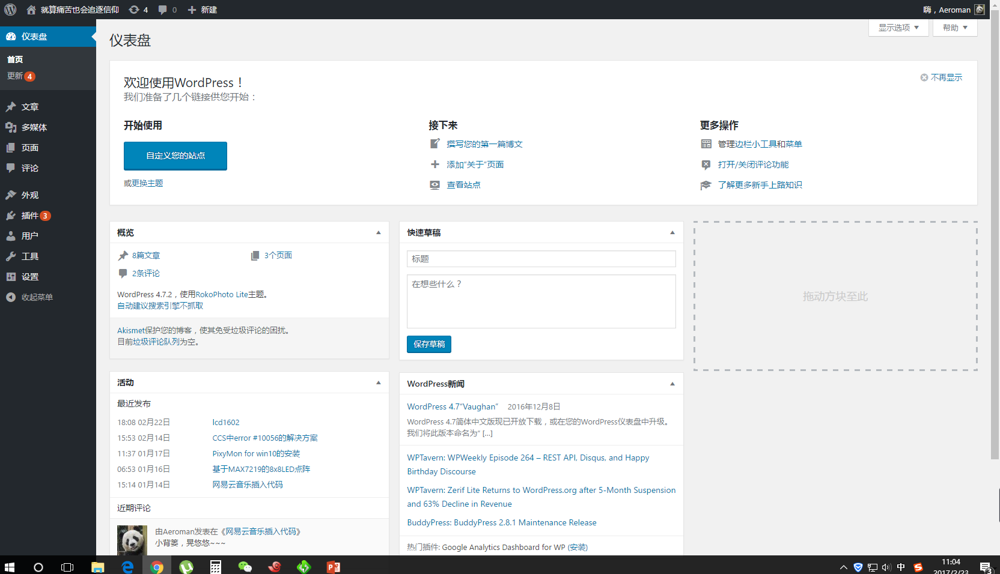 就算痛苦也会追逐信仰 4 0 新建 嗨，Aeroman
仪表盘
首页
更新 4
文章
多媒体
页面
评论
外观
插件 3
用户
工具
设置
收起菜单
显示选项 帮助
仪表盘
欢迎使用WordPress！
我们准备了几个链接供您开始：
不再显示
开始使用
自定义您的站点
或更换主题
接下来
撰写您的第一篇博文
添加“关于”页面
查看站点
更多操作
管理边栏小工具和菜单
打开/关闭评论功能
了解更多新手上路知识
概览
8篇文章 3个页面
2条评论
WordPress 4.7.2，使用RokoPhoto Lite主题。
自动建议搜索引擎不抓取
Akismet保护您的博客，使其免受垃圾评论的困扰。
目前垃圾评论队列为空。
活动
最近发布
18:08 02月22日 lcd1602
15:53 02月14日 CCS中error #10056的解决方案
11:37 01月17日 PixyMon for win10的安装
06:53 01月16日 基于MAX7219的8x8LED点阵
15:14 01月14日 网易云音乐插入代码
近期评论
由Aeroman发表在《网易云音乐插入代码》
小背篓，晃悠悠~~~
快速草稿
标题
在想些什么？
保存草稿
WordPress新闻
WordPress 4.7“Vaughan” 2016年12月8日
WordPress 4.7简体中文版现已开放下载，或在您的WordPress仪表盘中升级。
我们将此版本命名为“ […]
WPTavern: WPWeekly Episode 264 – REST API, Disqus, and Happy
Birthday Discourse
WPTavern: Zerif Lite Returns to WordPress.org after 5-Month Suspension
and 63% Decline in Revenue
BuddyPress: BuddyPress 2.8.1 Maintenance Release
热门插件: Google Analytics Dashboard for WP (安装)
拖动方块至此
中
11:04
2017/2/23
3